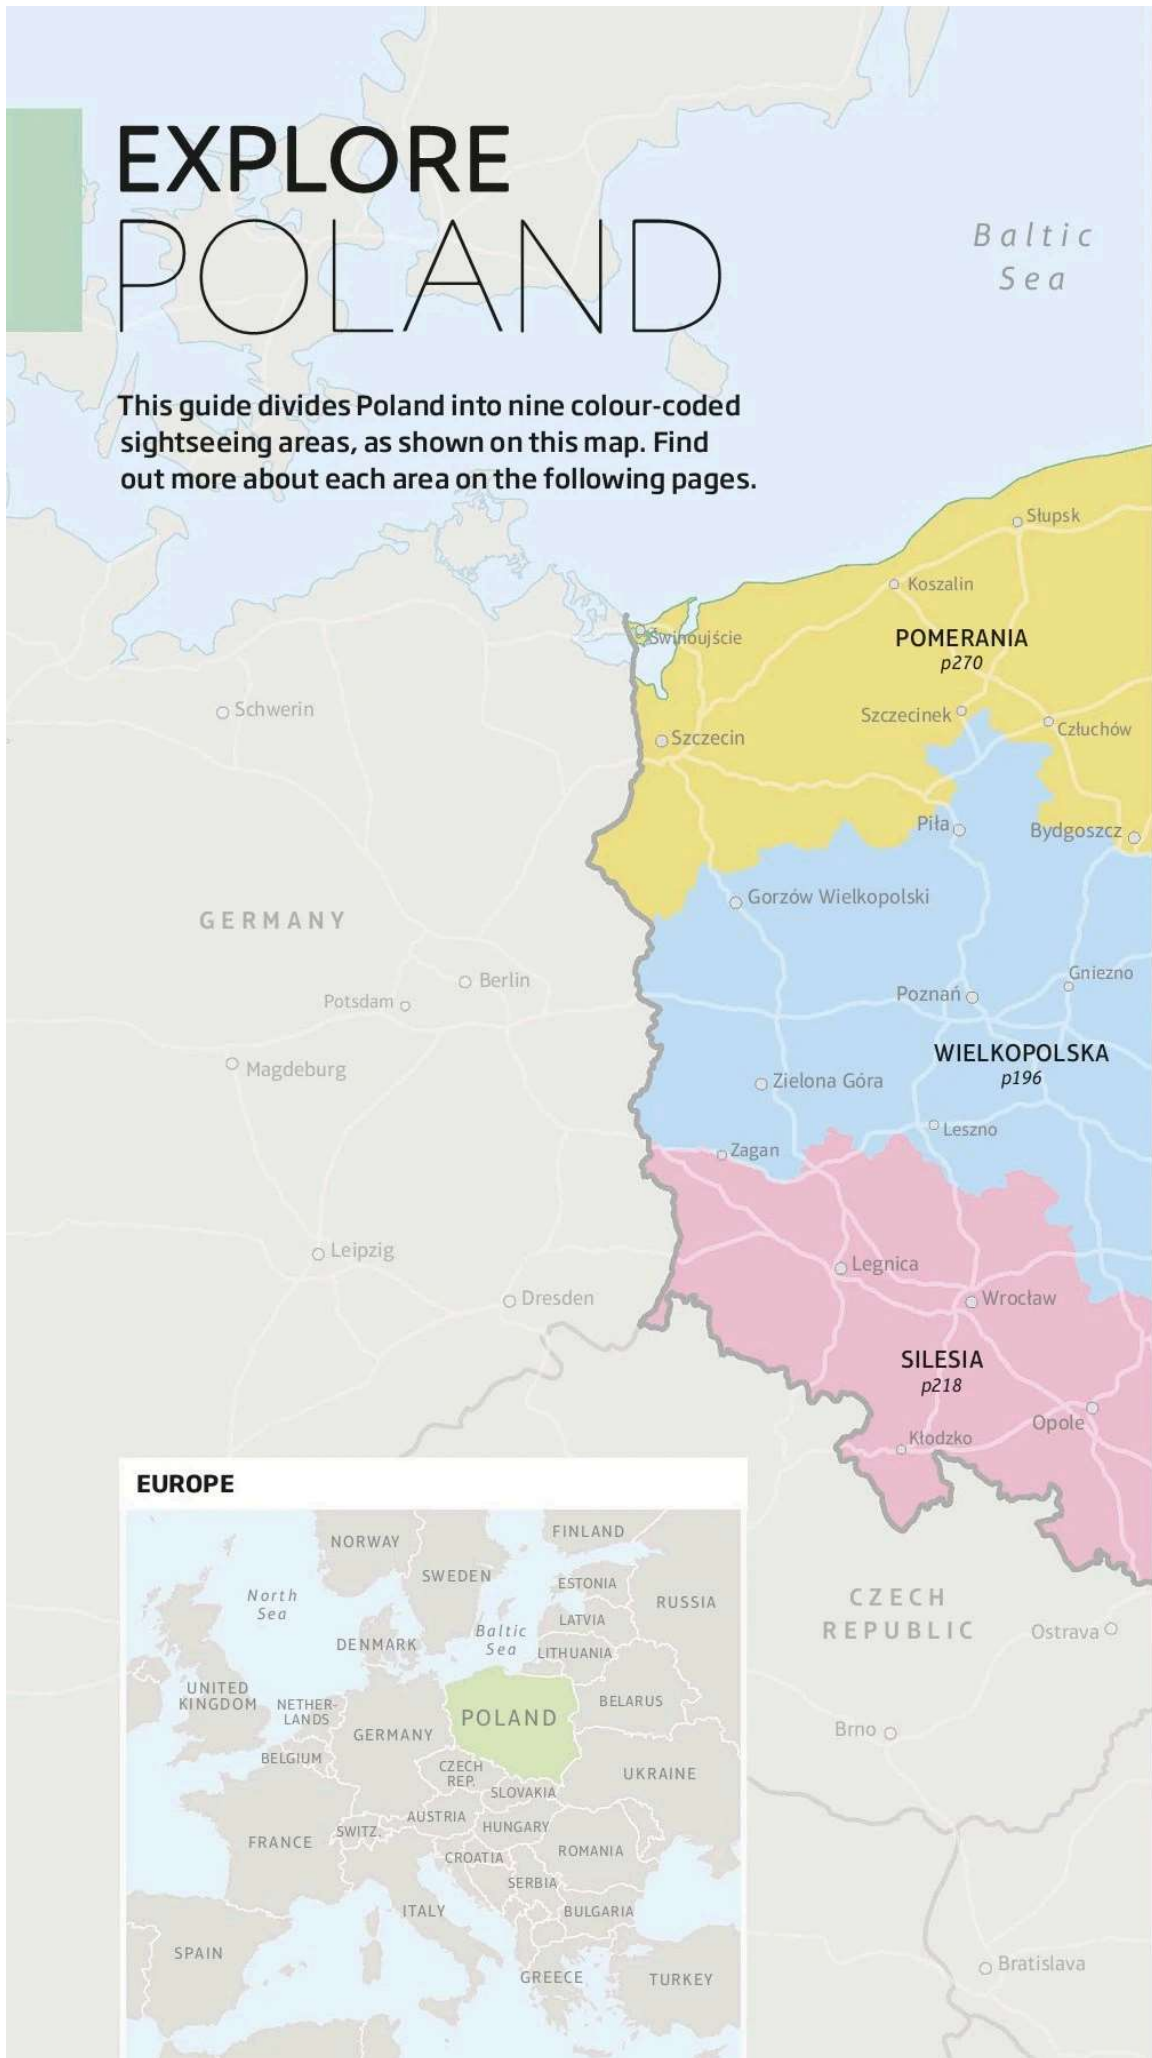 EXPLORE
POLAND
This guide divides Poland into nine colour-coded
sightseeing areas, as shown on this map. Find
out more about each area on the following pages.
Baltic
Sea
Słupsk
Koszalin
Świnoujście
POMERANIA
p270
Szczecinek
Człuchów
Schwerin
Szczecin
Piła
Bydgoszcz
Gorzów Wielkopolski
GERMANY
Gniezno
Berlin
Potsdam
Poznań
WIELKOPOLSKA
p196
Magdeburg
Zielona Góra
Leszno
Zagan
Leipzig
Legnica
Dresden
Wrocław
SILESIA
p218
Opole
Kłodzko
CZECH
REPUBLIC
Ostrava
Brno
Bratislava
EUROPE
NORWAY
FINLAND
SWEDEN
ESTONIA
North
Sea
RUSSIA
LATVIA
Baltic
Sea
DENMARK
LITHUANIA
UNITED
KINGDOM
NETHER-
LANDS
BELARUS
POLAND
GERMANY
BELGIUM
CZECH
REP.
UKRAINE
SLOVAKIA
AUSTRIA
HUNGARY
SWITZ.
FRANCE
ROMANIA
CROATIA
SERBIA
ITALY
BULGARIA
SPAIN
GREECE
TURKEY